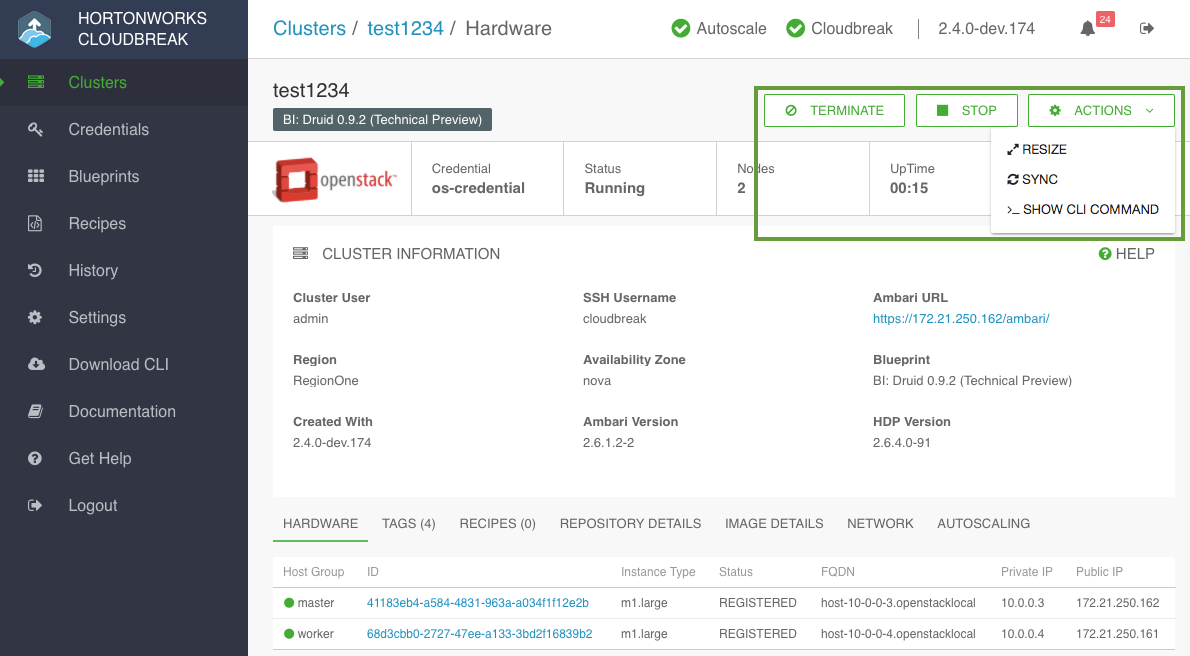 HORTONWORKS
CLOUDBREAK
Clusters
Credentials
Blueprints
Recipes
History
Settings
Download CLI
Documentation
Get Help
Logout
Clusters / test1234 / Hardware
Autoscale Cloudbreak 2.4.0-dev.174 24
test1234
BI: Druid 0.9.2 (Technical Preview)
TERMINATE STOP ACTIONS
RESIZE
SYNC
>_ SHOW CLI COMMAND
openstack
Credential Status Nodes UpTime
os-credential Running 2 00:15
CLUSTER INFORMATION HELP
Cluster User SSH Username Ambari URL
admin cloudbreak https://172.21.250.162/ambari/
Region Availability Zone Blueprint
RegionOne nova BI: Druid 0.9.2 (Technical Preview)
Created With Ambari Version HDP Version
2.4.0-dev.174 2.6.1.2-2 2.6.4.0-91
HARDWARE TAGS (4) RECIPES (0) REPOSITORY DETAILS IMAGE DETAILS NETWORK AUTOSCALING
Host Group ID Instance Type Status FQDN Private IP Public IP
master 41183eb4-a584-4831-963a-a034f1f12e2b m1.large REGISTERED host-10-0-0-3.openstacklocal 10.0.0.3 172.21.250.162
worker 68d3cbb0-2727-47ee-a133-3bd2f16839b2 m1.large REGISTERED host-10-0-0-4.openstacklocal 10.0.0.4 172.21.250.161